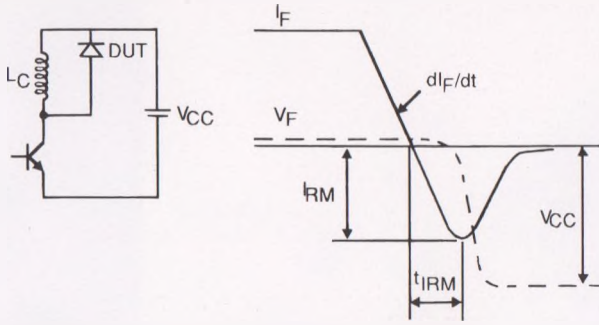 LC
DUT
VCC
IF
dIF/dt
VF
IRM
VCC
tIRM